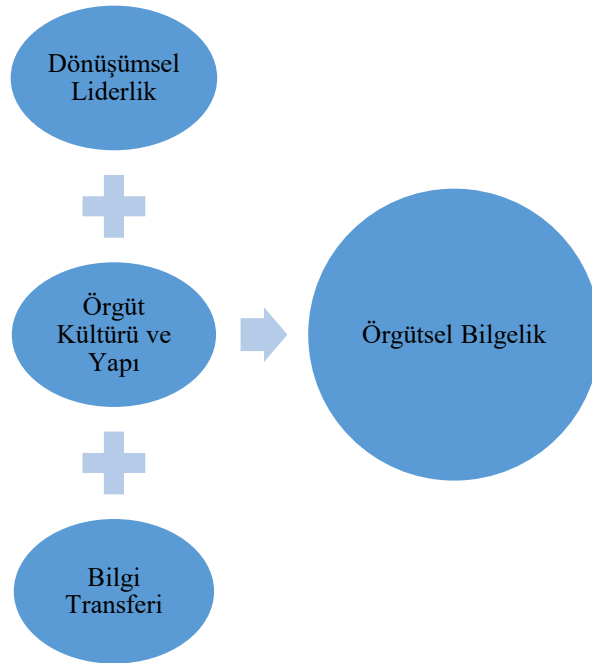 Dönüşümsel
Liderlik
Örgüt
Kültürü ve
Yapı
Örgütsel Bilgelik
Bilgi
Transferi